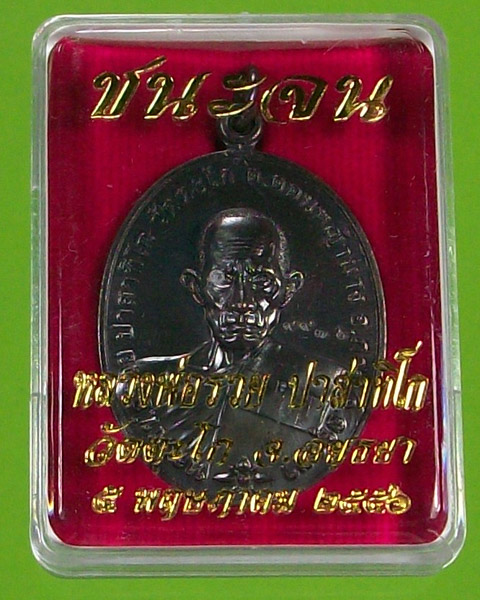 ชนะจน
หลวงพ่อรวย ปาสาทิโก
วัดตะโก จ.อยุธยา
๕ พฤษภาคม ๒๕๕๖